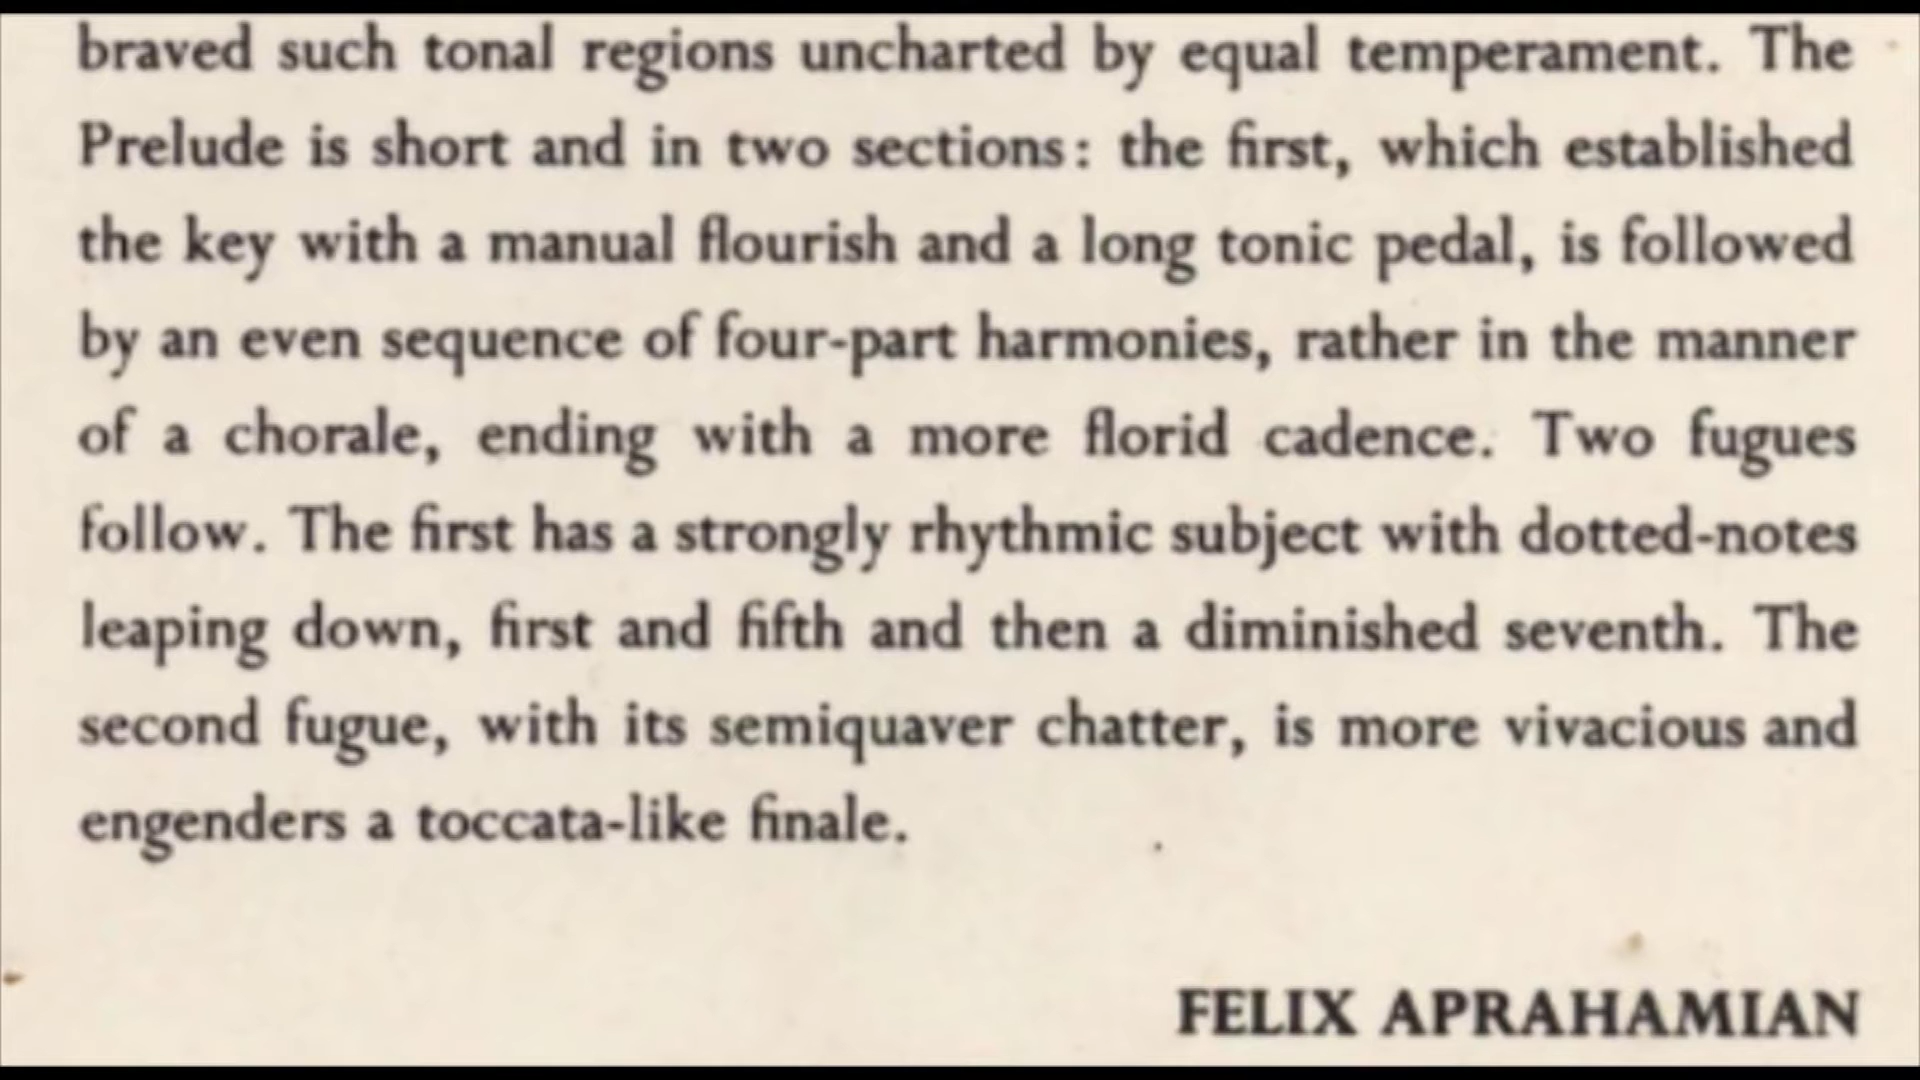 braved such tonal regions uncharted by equal temperament. The
Prelude is short and in two sections: the first, which established
the key with a manual flourish and a long tonic pedal, is followed
by an even sequence of four-part harmonies, rather in the manner
of a chorale, ending with a more florid cadence. Two fugues
follow. The first has a strongly rhythmic subject with dotted-notes
leaping down, first and fifth and then a diminished seventh. The
second fugue, with its semiquaver chatter, is more vivacious and
engenders a toccata-like finale.
FELIX APRAHAMIAN